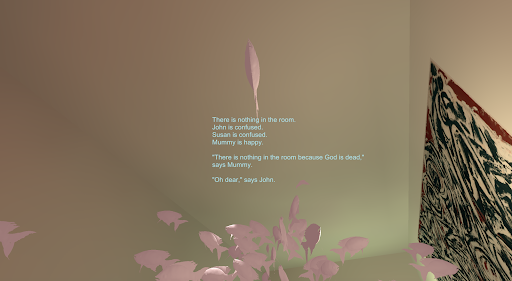 There is nothing in the room.
John is confused.
Susan is confused.
Mummy is happy.
"There is nothing in the room because God is dead,"
says Mummy.
"Oh dear," says John.